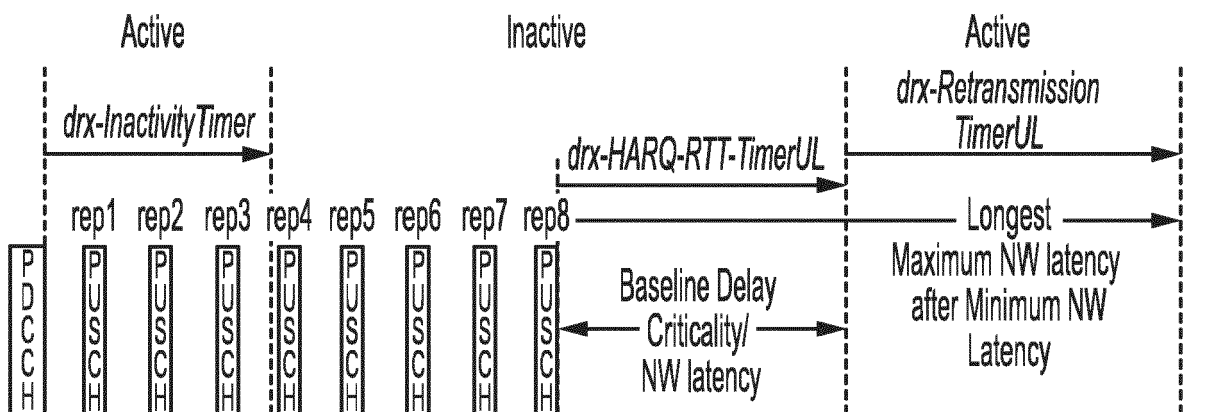 Active Inactive Active
drx-InactivityTimer
drx-HARQ-RTT-TimerUL
drx-Retransmission
TimerUL
rep1 rep2 rep3 rep4 rep5 rep6 rep7 rep8
PDCCH PUSCH PUSCH PUSCH PUSCH PUSCH PUSCH PUSCH PUSCH
Baseline Delay
Criticality/
NW latency
Longest
Maximum NW latency
after Minimum NW
Latency